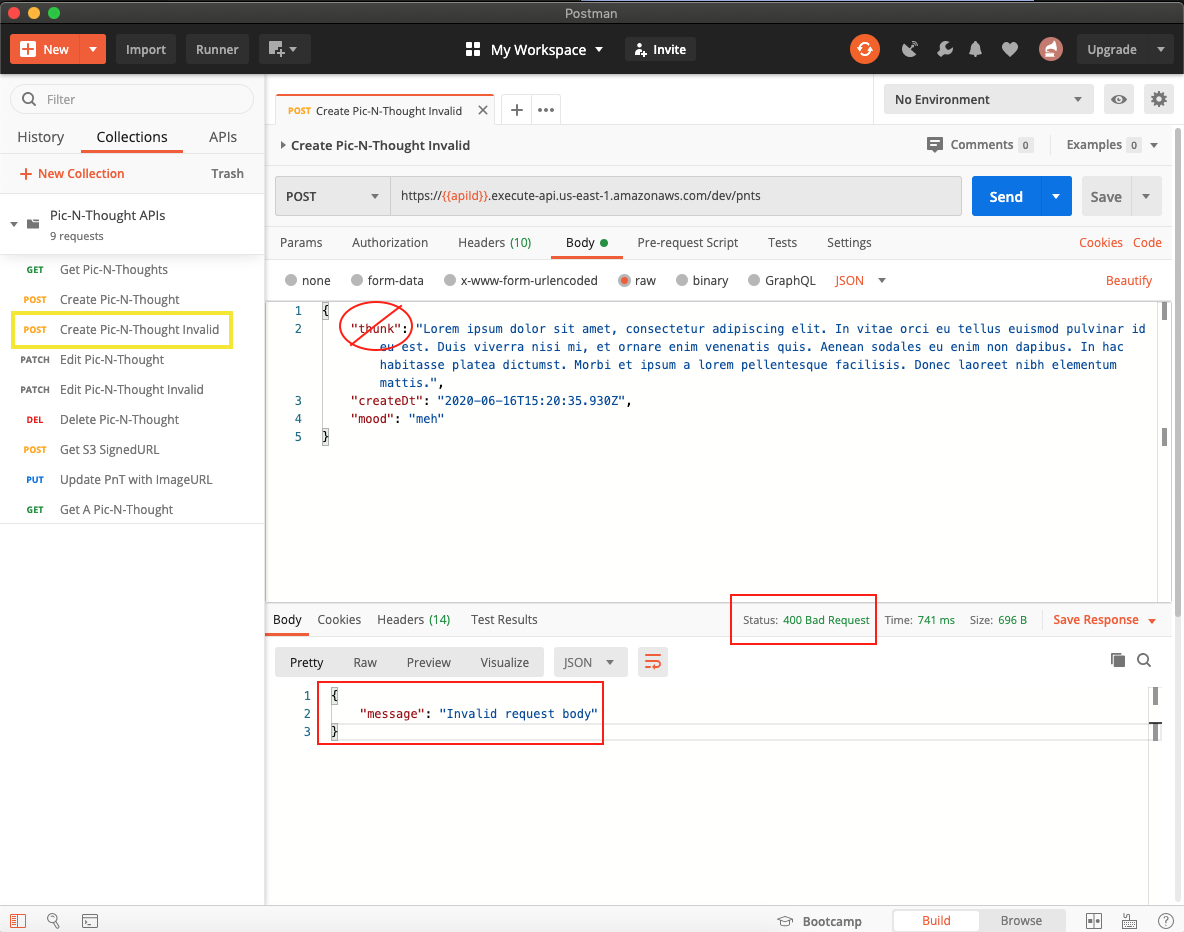 Postman
New
Import
Runner
My Workspace
Invite
Upgrade
Filter
History
Collections
APIs
New Collection
Trash
Pic-N-Thought APIs
9 requests
GET Get Pic-N-Thoughts
POST Create Pic-N-Thought
POST Create Pic-N-Thought Invalid
PATCH Edit Pic-N-Thought
PATCH Edit Pic-N-Thought Invalid
DEL Delete Pic-N-Thought
POST Get S3 SignedURL
PUT Update PnT with ImageURL
GET Get A Pic-N-Thought
POST Create Pic-N-Thought Invalid
No Environment
Create Pic-N-Thought Invalid
Comments 0
Examples 0
POST
https://{{apiId}}.execute-api.us-east-1.amazonaws.com/dev/pnts
Send
Save
Params Authorization Headers (10) Body Pre-request Script Tests Settings
Cookies Code
none form-data x-www-form-urlencoded raw binary GraphQL JSON
Beautify
1 {
2 "thunk": "Lorem ipsum dolor sit amet, consectetur adipiscing elit. In vitae orci eu tellus euismod pulvinar id
eu est. Duis viverra nisi mi, et ornare enim venenatis quis. Aenean sodales eu enim non dapibus. In hac
habitasse platea dictumst. Morbi et ipsum a lorem pellentesque facilisis. Donec laoreet nibh elementum
mattis.",
3 "createDt": "2020-06-16T15:20:35.930Z",
4 "mood": "meh"
5 }
Body Cookies Headers (14) Test Results
Status: 400 Bad Request Time: 741 ms Size: 696 B
Save Response
Pretty Raw Preview Visualize JSON
1 {
2 "message": "Invalid request body"
3 }
Bootcamp
Build
Browse